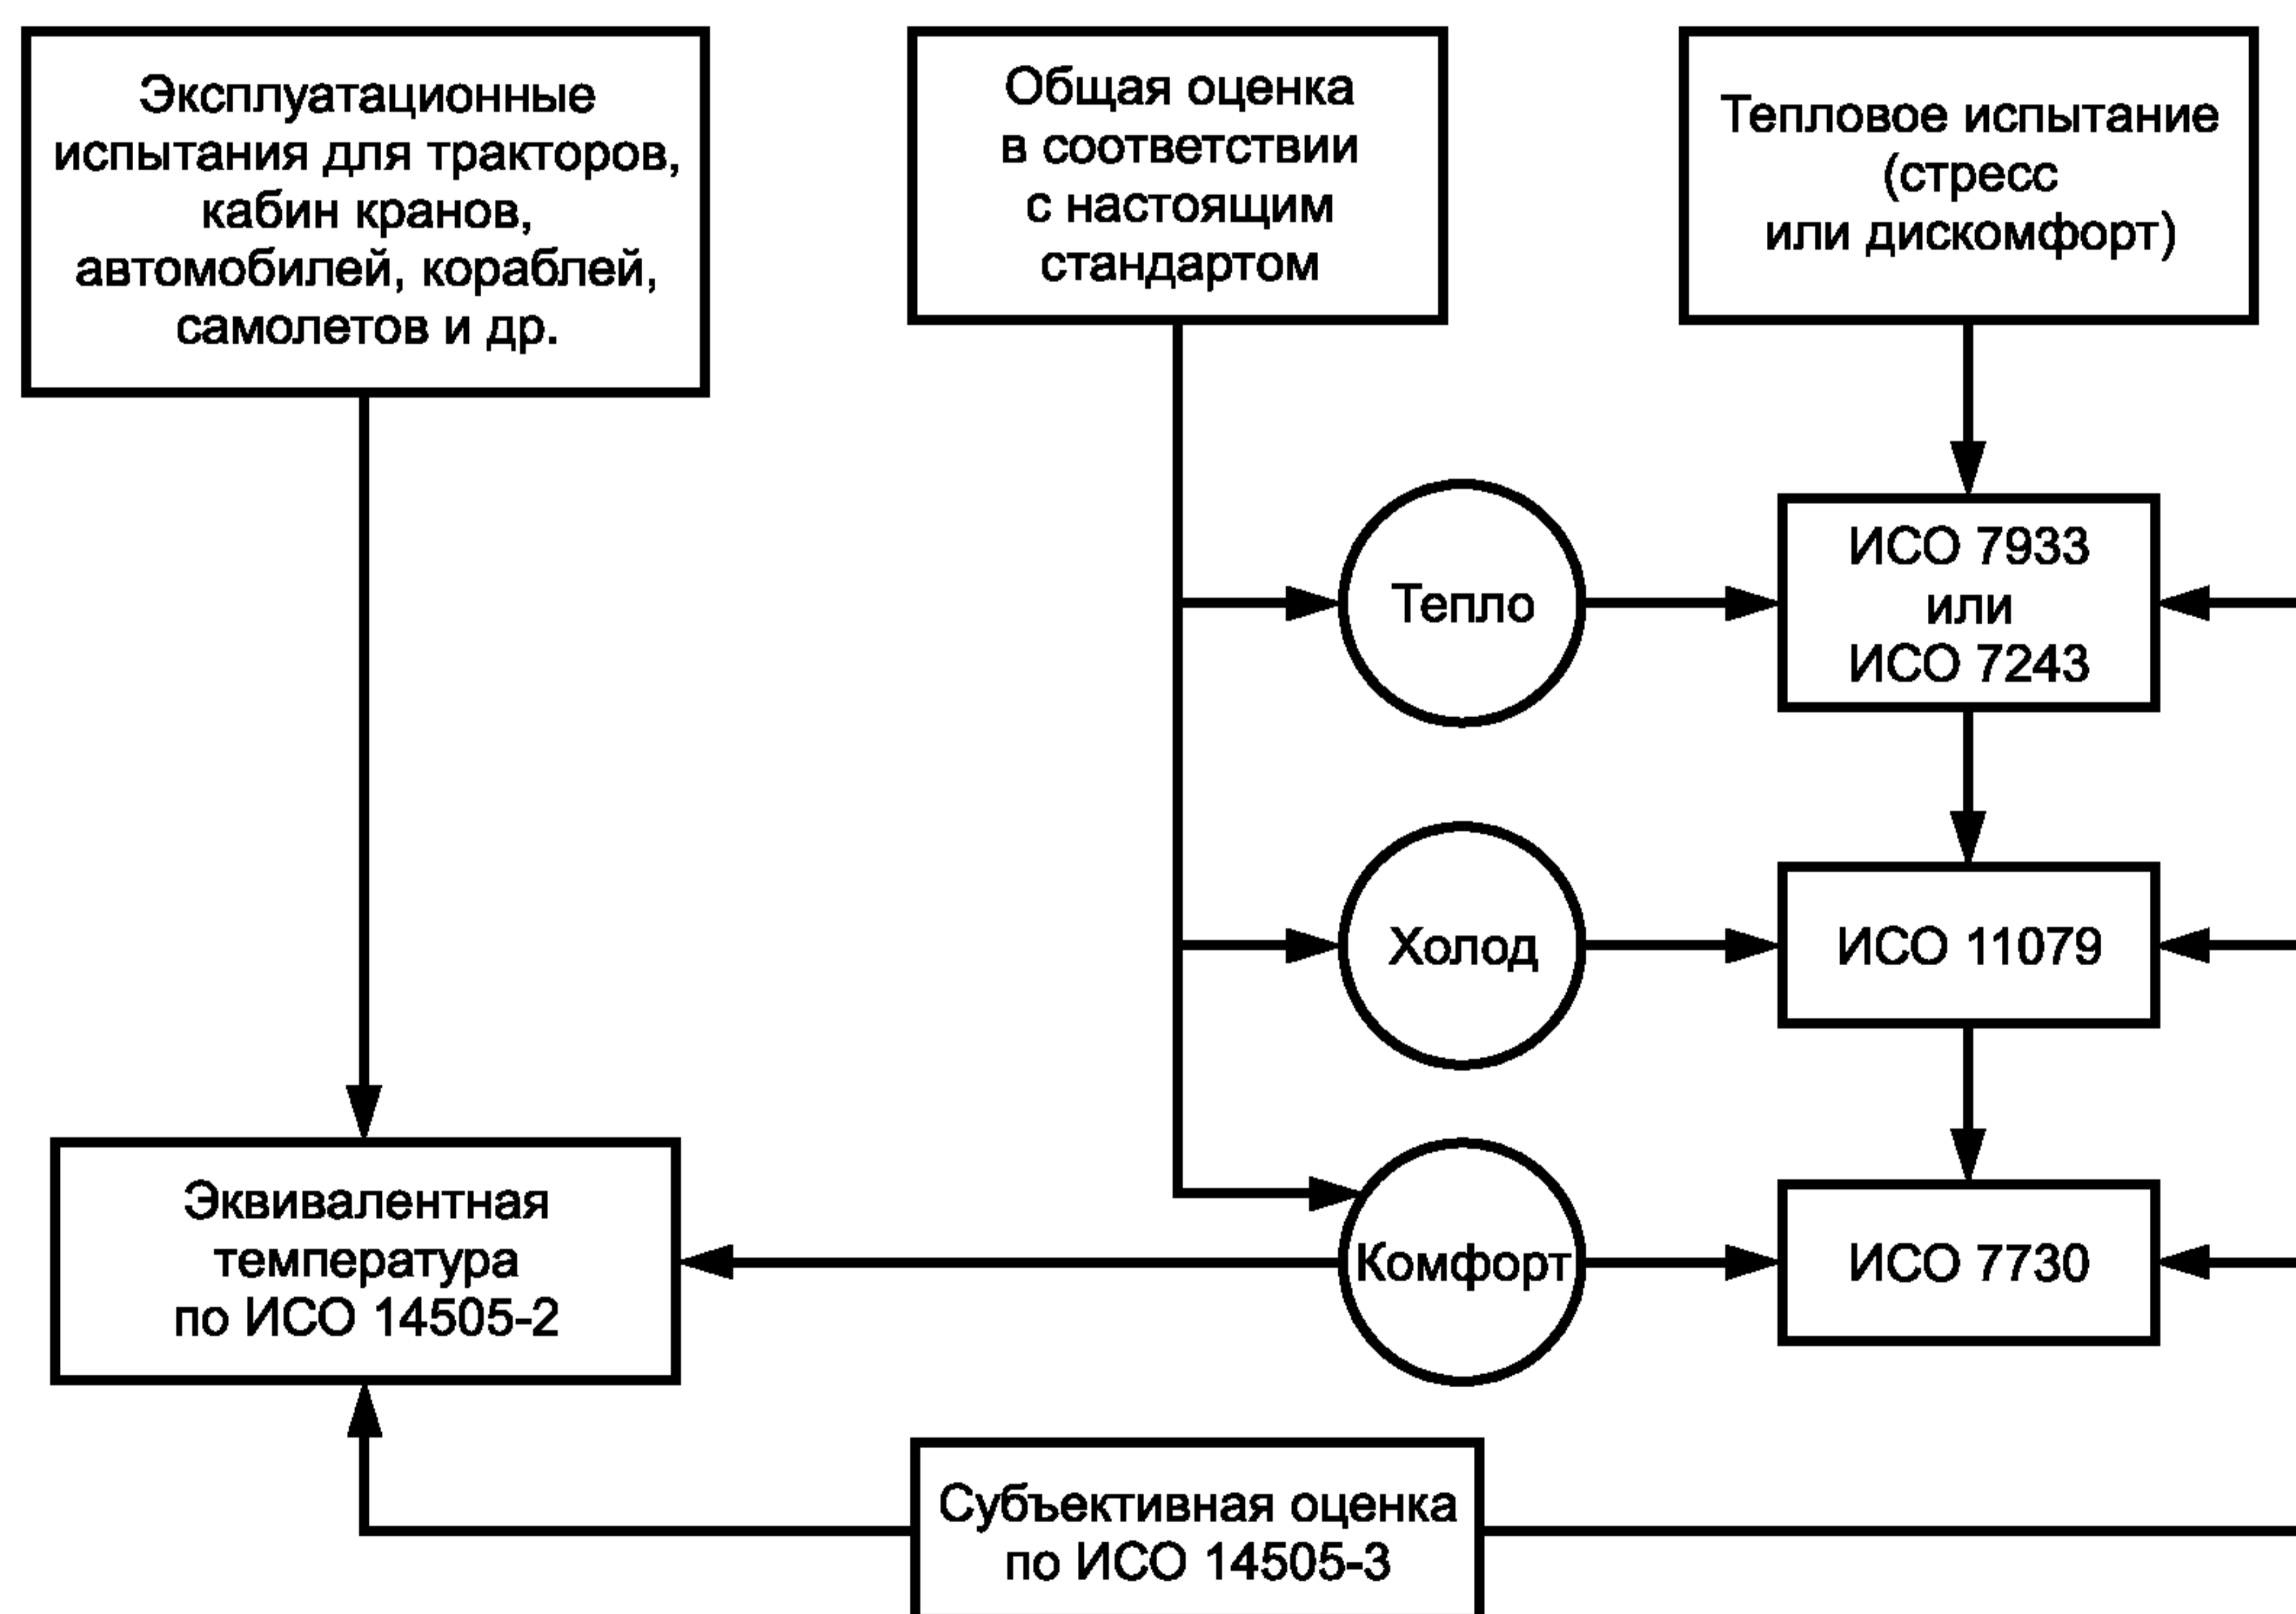 Эксплуатационные
испытания для тракторов,
кабин кранов,
автомобилей, кораблей,
самолетов и др.
Общая оценка
в соответствии
с настоящим
стандартом
Тепловое испытание
(стресс
или дискомфорт)
Тепло
ИСО 7933
или
ИСО 7243
Холод
ИСО 11079
Эквивалентная
температура
по ИСО 14505-2
Комфорт
ИСО 7730
Субъективная оценка
по ИСО 14505-3